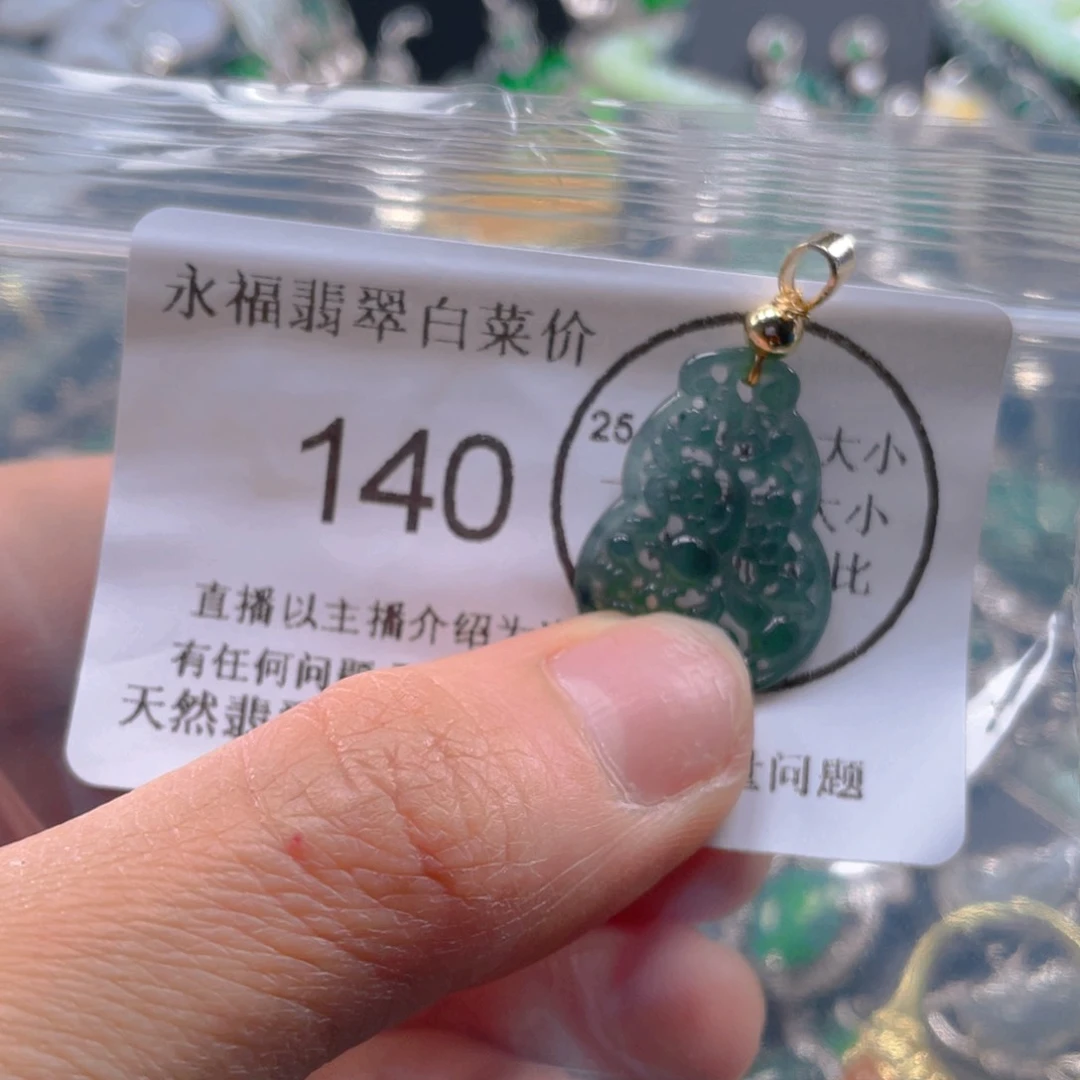 永福翡翠白菜价
140
25
大小
大小
比
直播以主播介绍为
有任何问题
天然翡翠
问题